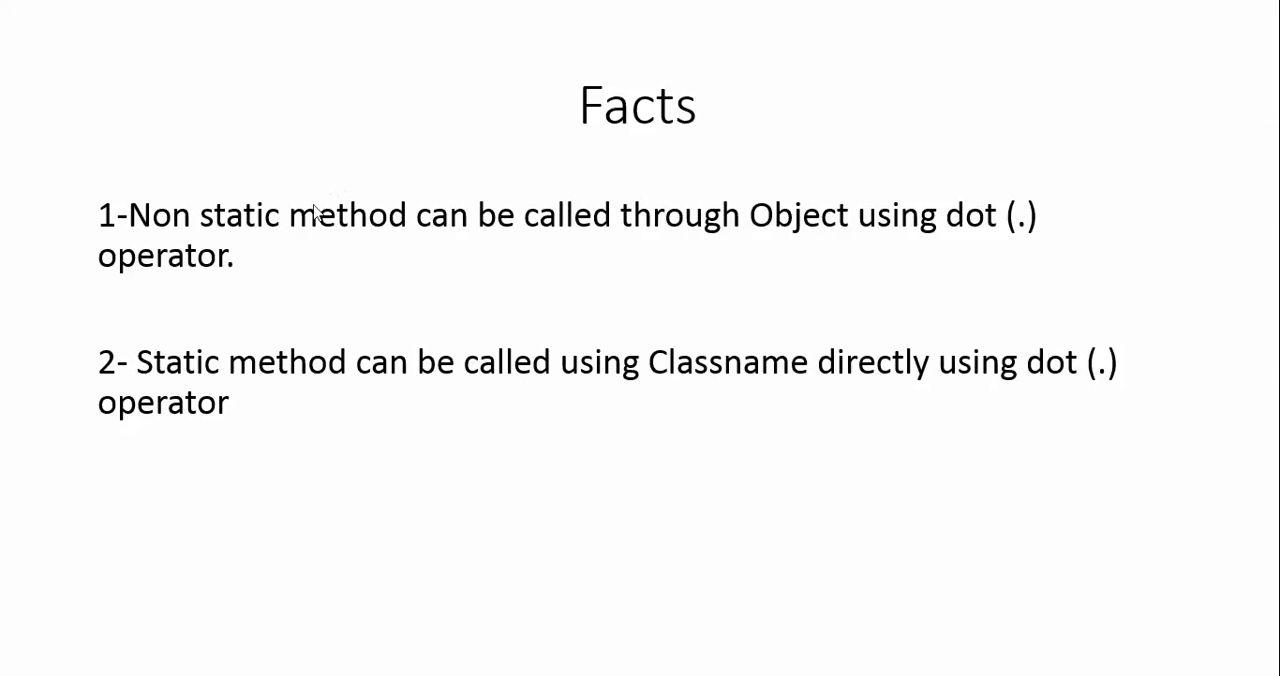 Facts
1-Non static method can be called through Object using dot (.)
operator.
2- Static method can be called using Classname directly using dot (.)
operator